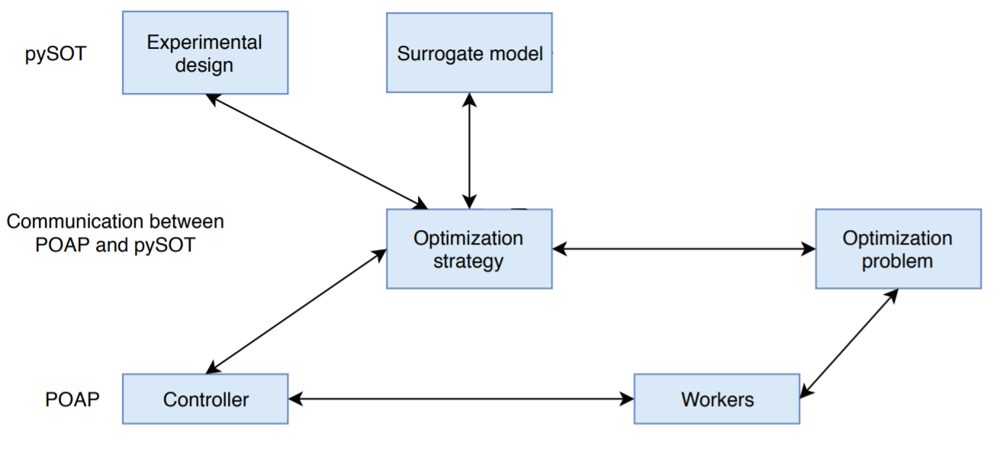 pySOT
Experimental
design
Surrogate model
Communication between
POAP and pySOT
Optimization
strategy
Optimization
problem
POAP
Controller
Workers